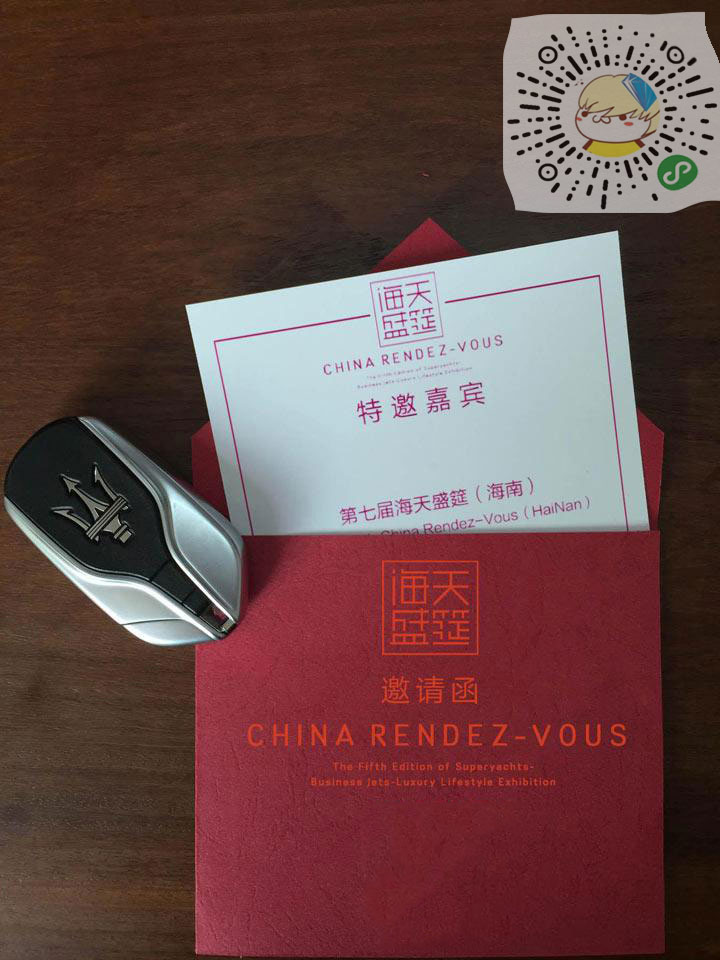 海天
盛筵
CHINA RENDEZ-VOUS
The Fifth Edition of Superyachts-
Business Jets-Luxury Lifestyle Exhibition
特邀嘉宾
第七届海天盛筵（海南）
China Rendez-Vous（HaiNan）
海天
盛筵
邀请函
CHINA RENDEZ-VOUS
The Fifth Edition of Superyachts-
Business Jets-Luxury Lifestyle Exhibition